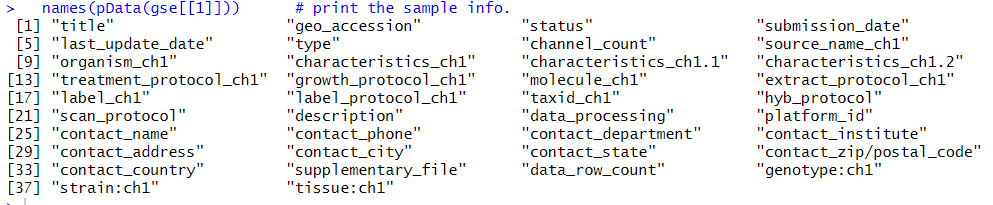 > names(pData(gse[[1]])) # print the sample info.
[1] "title" "geo_accession" "status" "submission_date"
[5] "last_update_date" "type" "channel_count" "source_name_ch1"
[9] "organism_ch1" "characteristics_ch1" "characteristics_ch1.1" "characteristics_ch1.2"
[13] "treatment_protocol_ch1" "growth_protocol_ch1" "molecule_ch1" "extract_protocol_ch1"
[17] "label_ch1" "label_protocol_ch1" "taxid_ch1" "hyb_protocol"
[21] "scan_protocol" "description" "data_processing" "platform_id"
[25] "contact_name" "contact_phone" "contact_department" "contact_institute"
[29] "contact_address" "contact_city" "contact_state" "contact_zip/postal_code"
[33] "contact_country" "supplementary_file" "data_row_count" "genotype:ch1"
[37] "strain:ch1" "tissue:ch1"
>